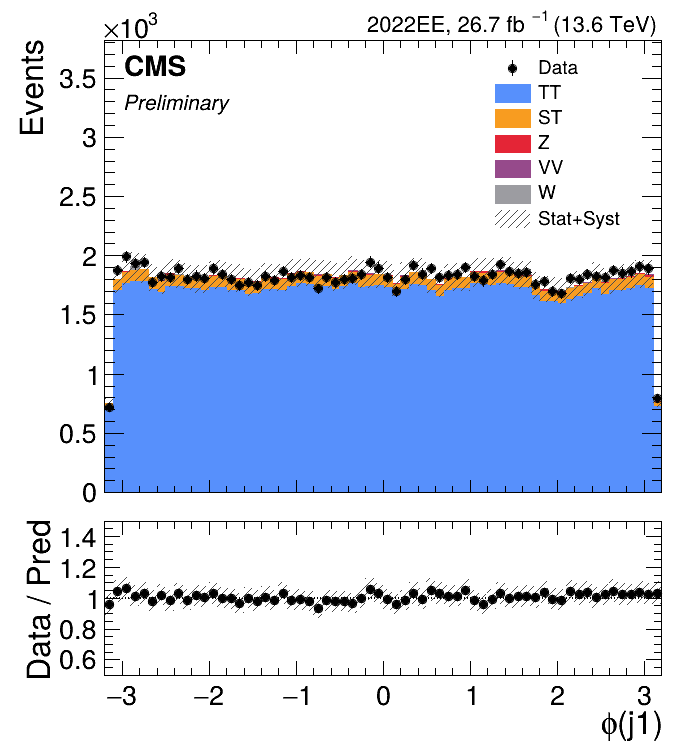 ×10³
2022EE, 26.7 fb ⁻¹ (13.6 TeV)
Events
CMS
Preliminary
Data
TT
ST
Z
VV
W
Stat+Syst
3.5
3
2.5
2
1.5
1
0.5
0
Data / Pred
1.4
1.2
1
0.8
0.6
−3 −2 −1 0 1 2 3
ϕ(j1)